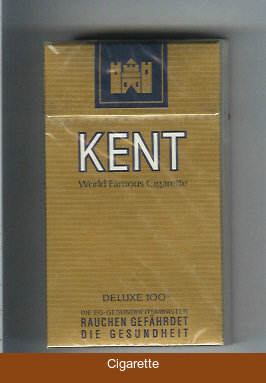 KENT
World Famous Cigarette
DELUXE 100's
DIE EG-GESUNDHEITSMINISTER
RAUCHEN GEFÄHRDET
DIE GESUNDHEIT
Cigarette